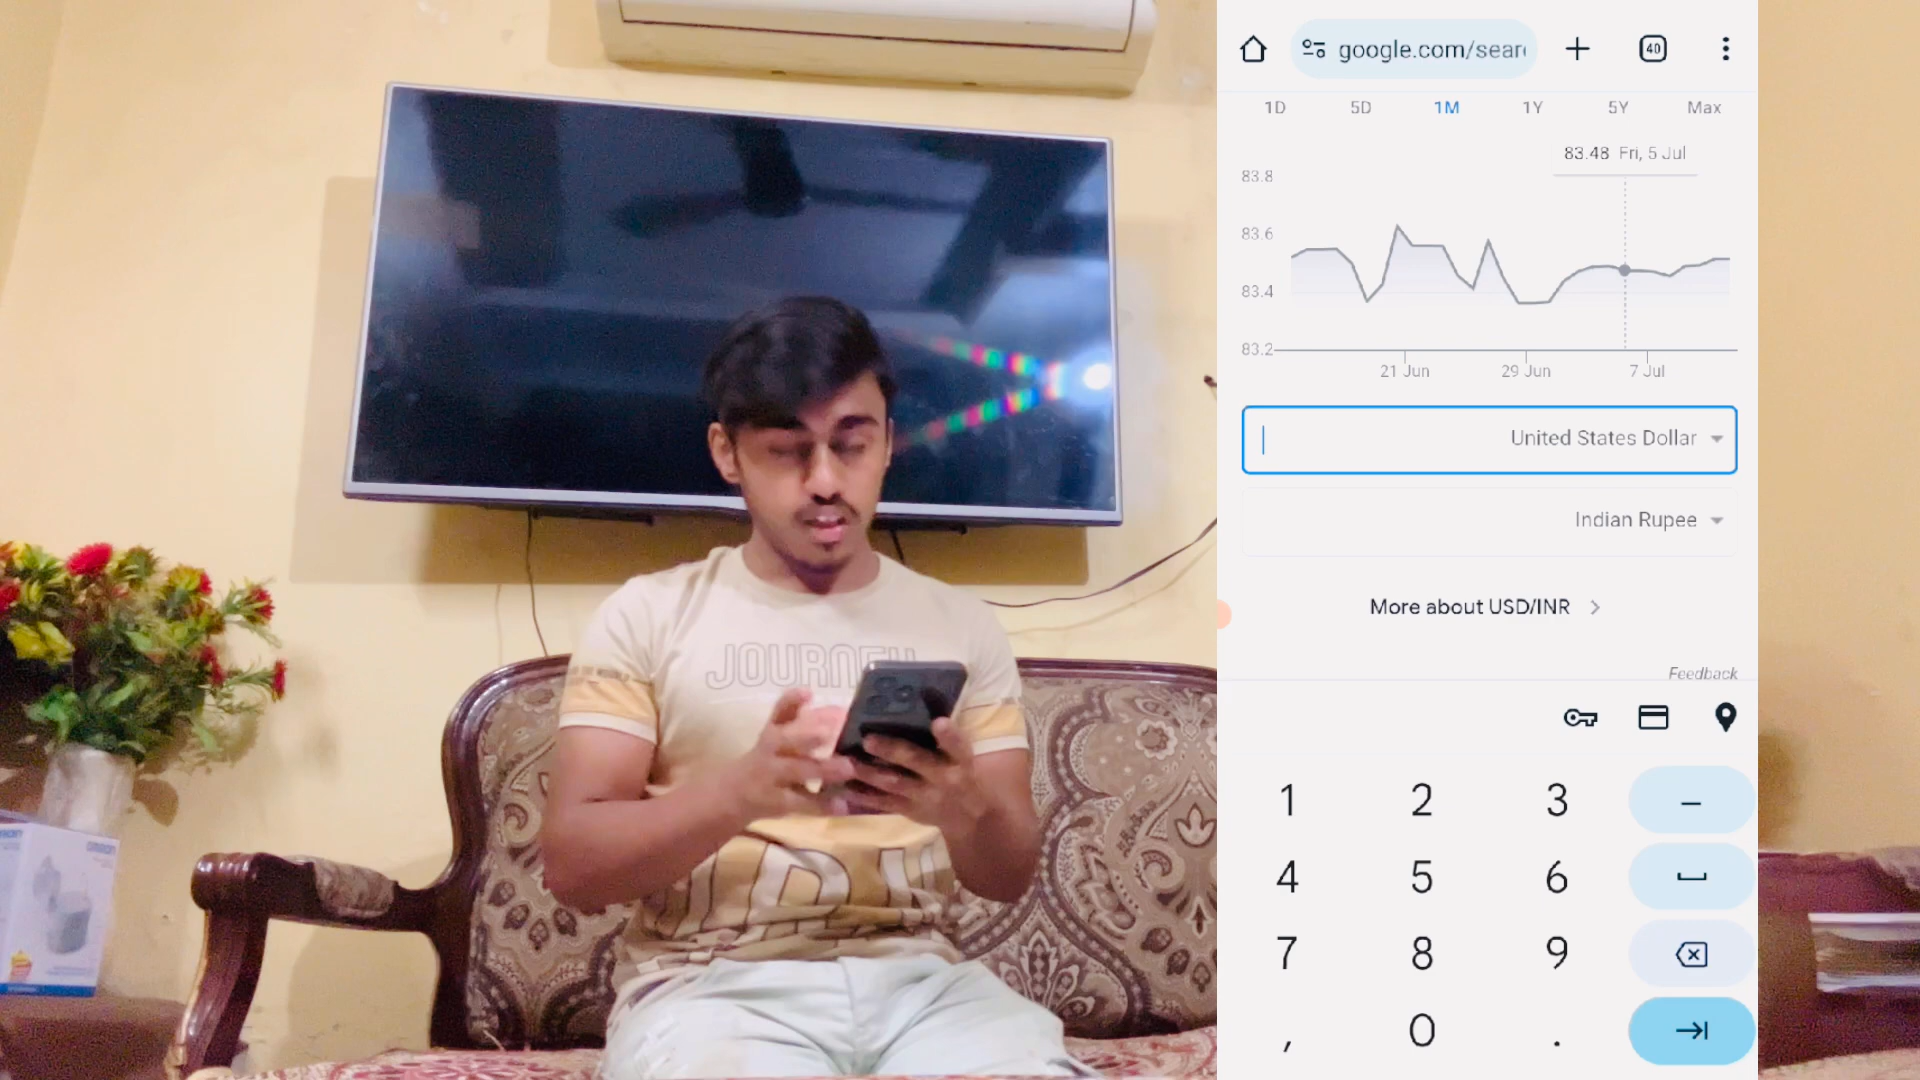 google.com/sear
40
1D 5D 1M 1Y 5Y Max
83.48 Fri, 5 Jul
83.8
83.6
83.4
83.2
21 Jun 29 Jun 7 Jul
United States Dollar
Indian Rupee
More about USD/INR
Feedback
1 2 3 –
4 5 6
7 8 9
, 0 .
JOURNEY
OMRON